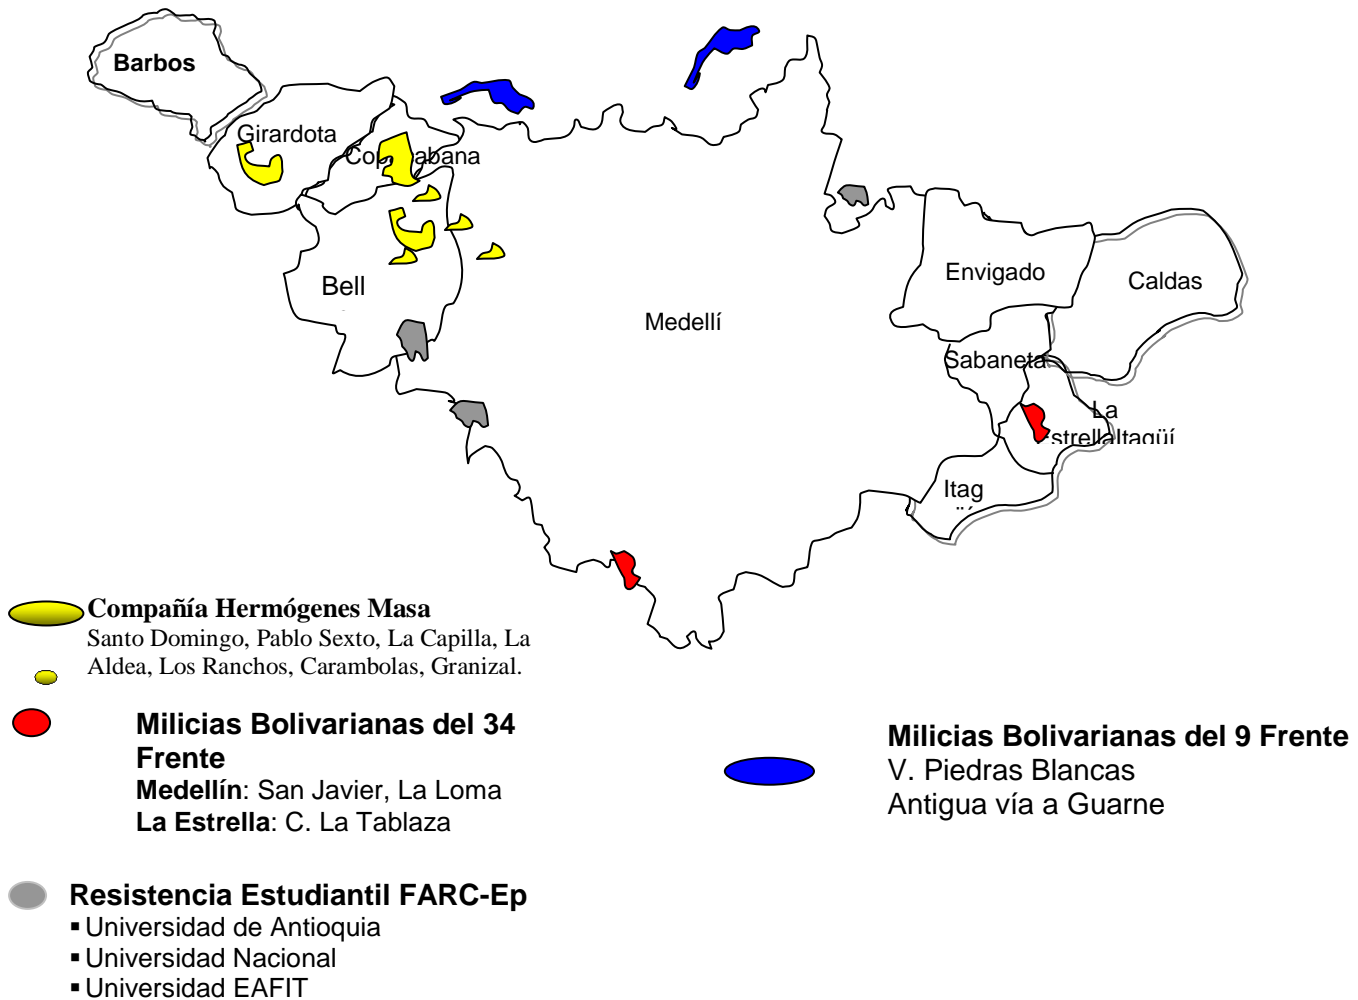 Barbos
Girardota
Cop abana
Bell
Medellí
Envigado
Caldas
Sabaneta
La
EstrellaItagüí
Itag
üí
Compañía Hermógenes Masa
Santo Domingo, Pablo Sexto, La Capilla, La
Aldea, Los Ranchos, Carambolas, Granizal.
Milicias Bolivarianas del 34
Frente
Medellín: San Javier, La Loma
La Estrella: C. La Tablaza
Milicias Bolivarianas del 9 Frente
V. Piedras Blancas
Antigua vía a Guarne
Resistencia Estudiantil FARC-Ep
▪ Universidad de Antioquia
▪ Universidad Nacional
▪ Universidad EAFIT